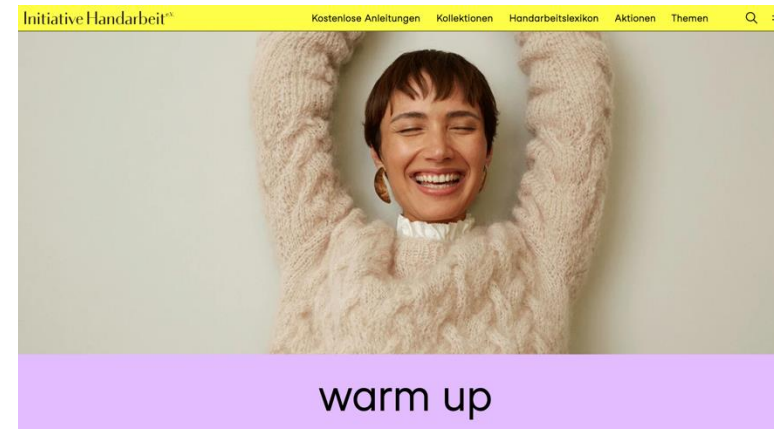 Initiative Handarbeit e.V.
Kostenlose Anleitungen Kollektionen Handarbeitslexikon Aktionen Themen
warm up